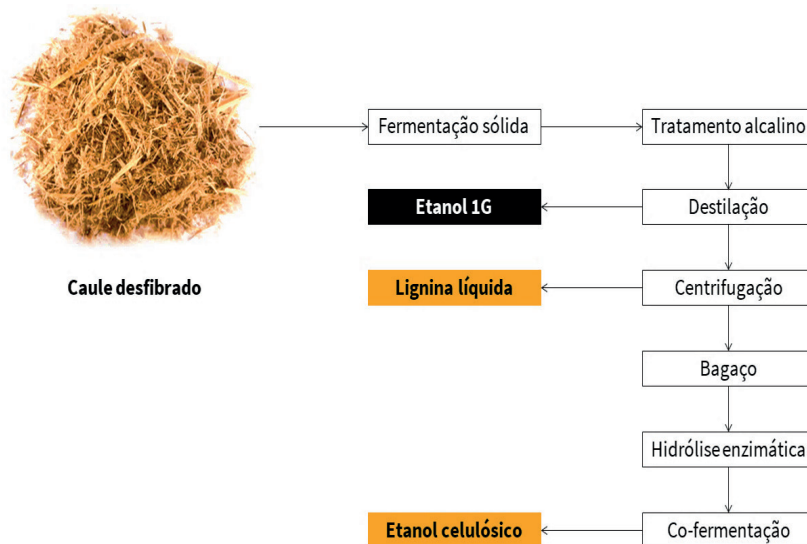 Fermentação sólida
Tratamento alcalino
Etanol 1G
Destilação
Caule desfibrado
Lignina líquida
Centrifugação
Bagaço
Hidrólise enzimática
Etanol celulósico
Co-fermentação